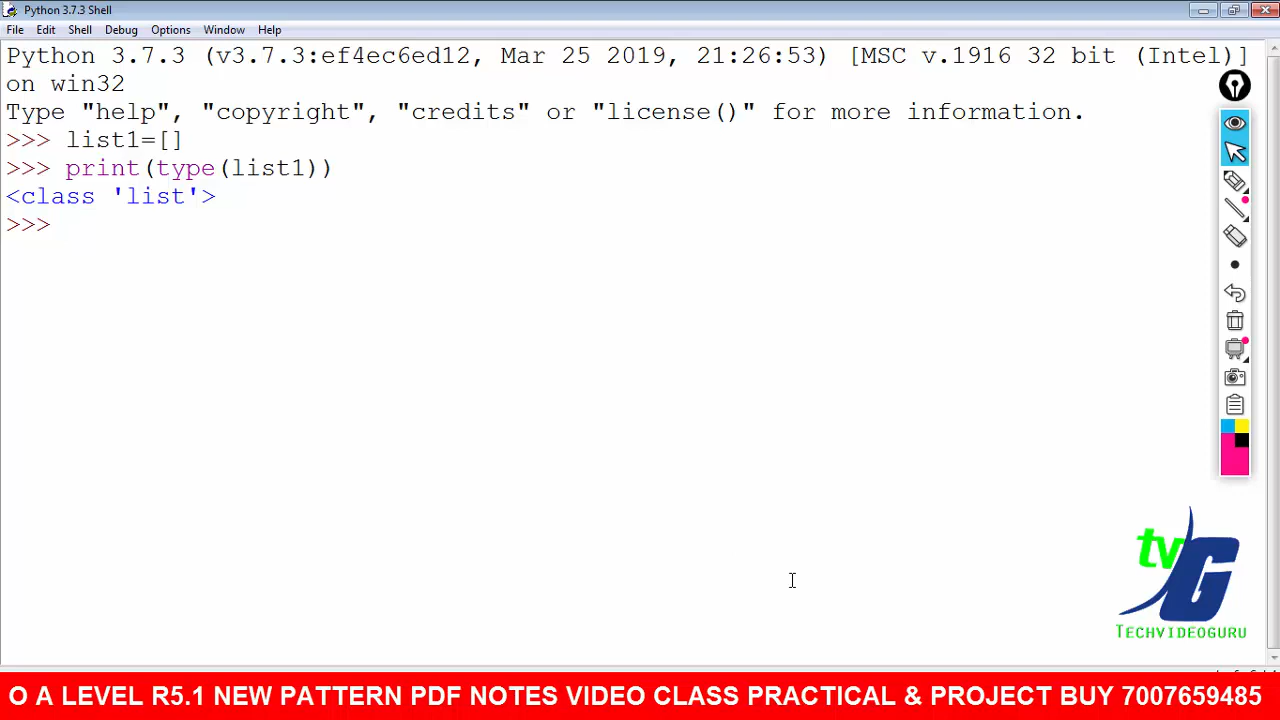 Python 3.7.3 Shell
File Edit Shell Debug Options Window Help
Python 3.7.3 (v3.7.3:ef4ec6ed12, Mar 25 2019, 21:26:53) [MSC v.1916 32 bit (Intel)]
on win32
Type "help", "copyright", "credits" or "license()" for more information.
>>> list1=[]
>>> print(type(list1))
<class 'list'>
>>>
tv G
TECHVIDEOGURU
O A LEVEL R5.1 NEW PATTERN PDF NOTES VIDEO CLASS PRACTICAL & PROJECT BUY 7007659485